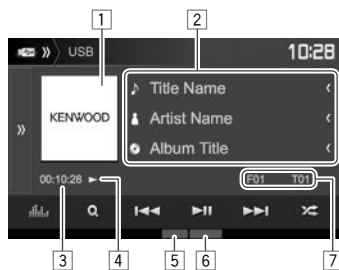 1
2
USB
10:28
KENWOOD
Title Name
Artist Name
Album Title
00:10:28
F01 T01
3
4
5
6
7